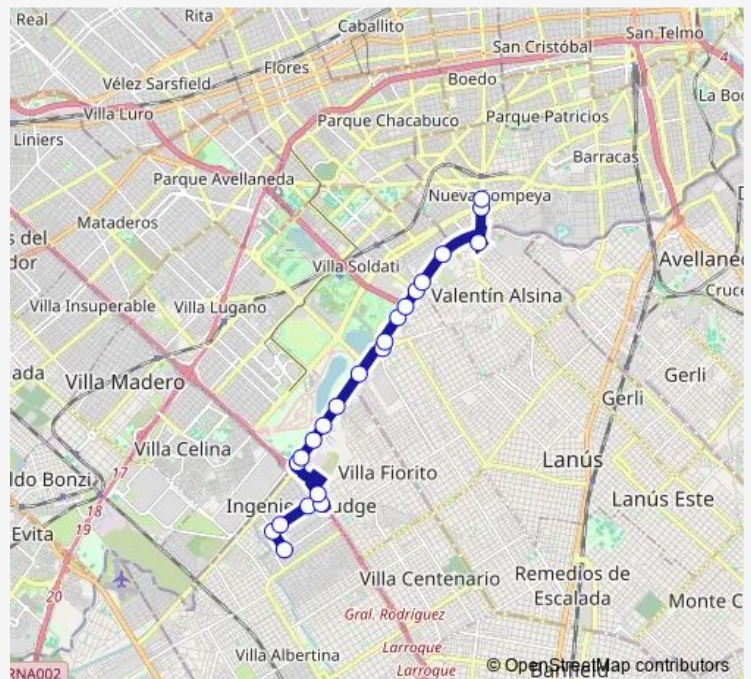 Real
Rita
Caballito
San Telmo
San Cristóbal
4
Flores
Boedo
Vélez Sarsfield
La Bo
Villa Luro
Parque Chacabuco
Parque Patricios
Liniers
Barracas
Parque Avellaneda
Nueva Pompeya
Mataderos
s del
dor
Villa Soldati
Avellane
Cruce
Villa Insuperable
Villa Lugano
Valentín Alsina
ada
Villa Madero
Gerli
Gerli
Villa Celina
Villa Fiorito
Lanús
ldo Bonzi
17
Lanús Este
18
Evita
19
Villa Centenario
Remedios de
Escalada
20
Monte C
Gral. Rodríguez
Larroque
Villa Albertina
RNA002
Larroque
Banfield
© OpenStreetMap contributors